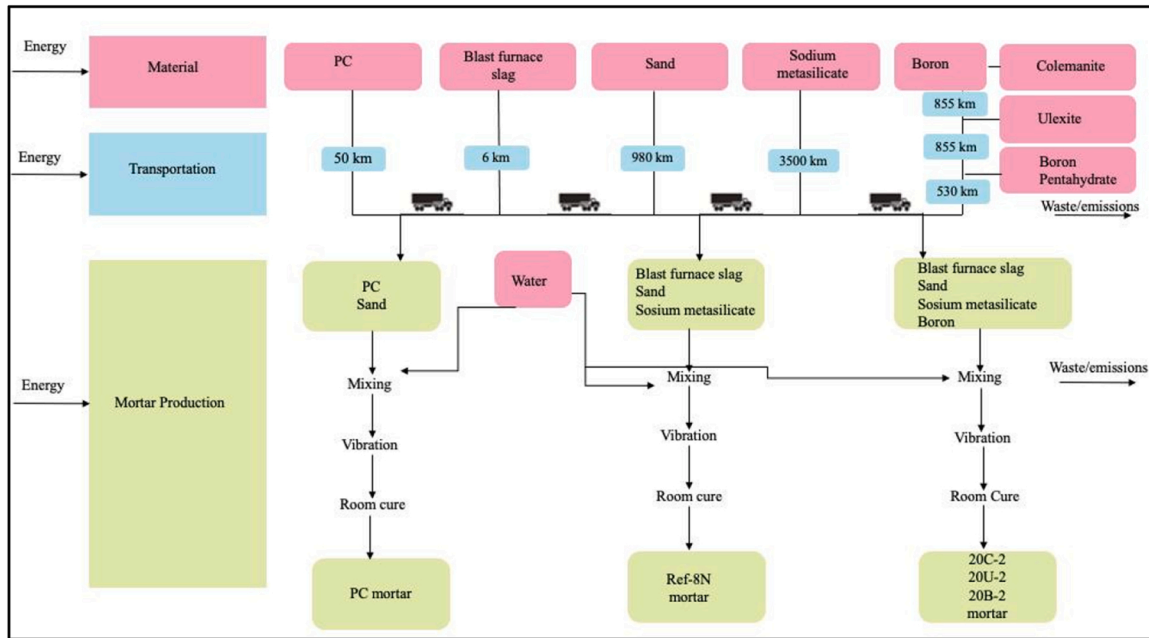 Energy
Material
PC
Blast furnace
slag
Sand
Sodium
metasilicate
Boron
Colemanite
855 km
Ulexite
Energy
Transportation
50 km
6 km
980 km
3500 km
855 km
Boron
Pentahydrate
530 km
Waste/emissions
PC
Sand
Water
Blast furnace slag
Sand
Sosium metasilicate
Blast furnace slag
Sand
Sosium metasilicate
Boron
Energy
Mortar Production
Mixing
Mixing
Mixing
Waste/emissions
Vibration
Vibration
Vibration
Room cure
Room cure
Room Cure
PC mortar
Ref-8N
mortar
20C-2
20U-2
20B-2
mortar